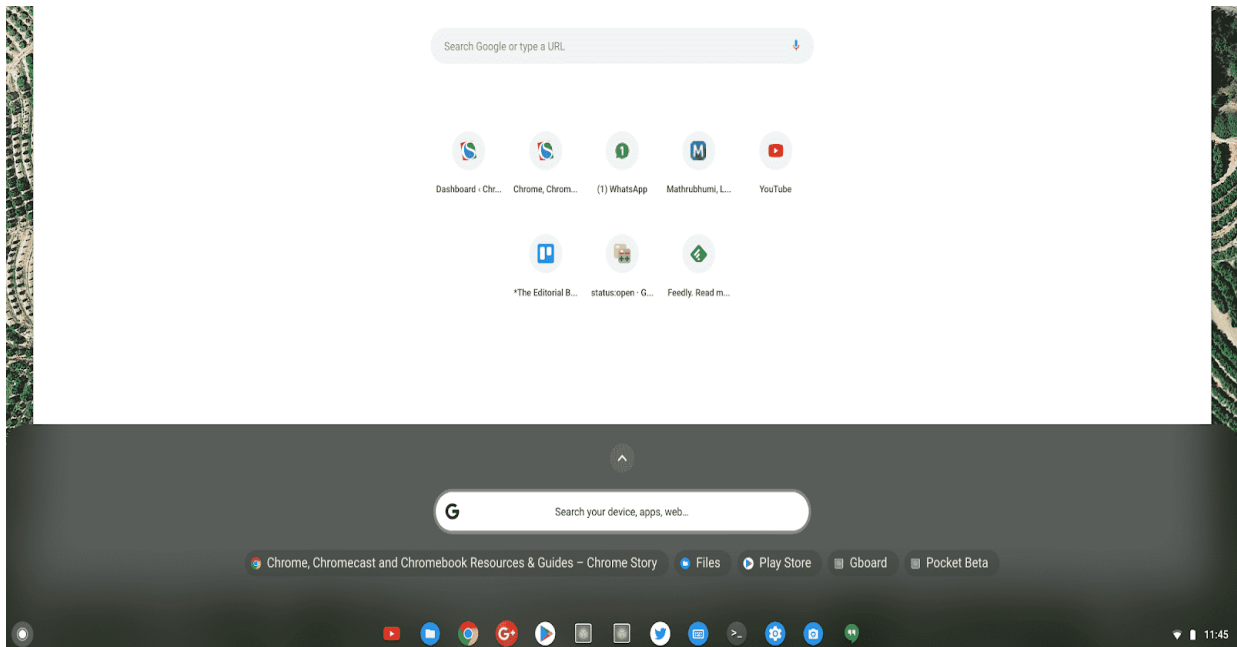 Search Google or type a URL
Dashboard ‹ Chr...
Chrome, Chrom...
(1) WhatsApp
Mathrubhumi, L...
YouTube
*The Editorial B...
status:open · G...
Feedly. Read m...
Search your device, apps, web...
Chrome, Chromecast and Chromebook Resources & Guides – Chrome Story
Files
Play Store
Gboard
Pocket Beta
11:45